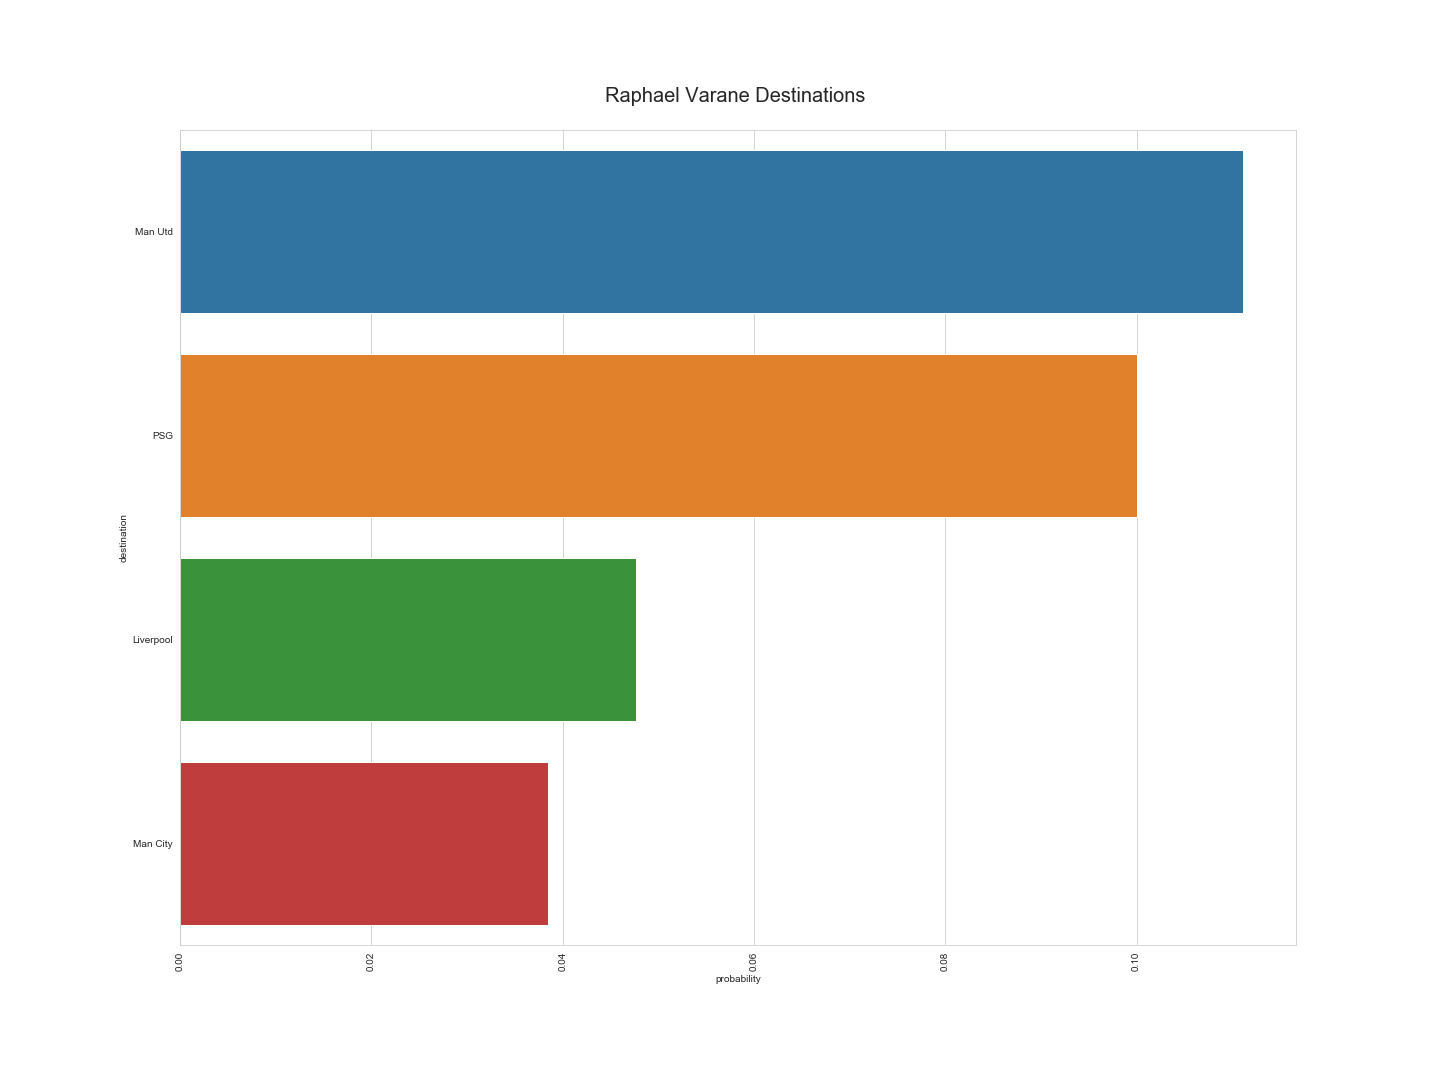 Raphael Varane Destinations
Man Utd
PSG
Liverpool
Man City
destination
0.00
0.02
0.04
0.06
0.08
0.10
probability